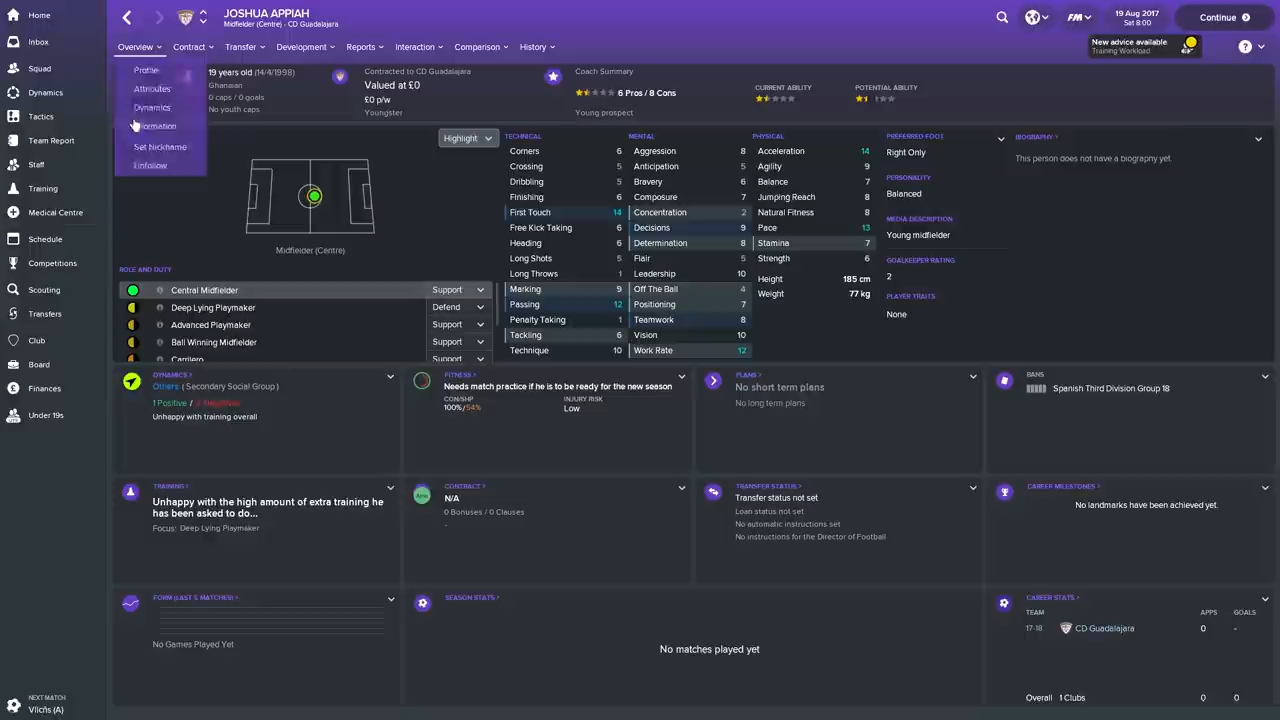 JOSHUA APPIAH
Midfielder (Centre) - CD Guadalajara
19 Aug 2017
Sat 8:00
Continue
FM
Home
Inbox
Squad
Dynamics
Tactics
Team Report
Staff
Training
Medical Centre
Schedule
Competitions
Scouting
Transfers
Club
Board
Finances
Under 19s
NEXT MATCH
Vlicñs (A)
Overview
Contract
Transfer
Development
Reports
Interaction
Comparison
History
New advice available
Training Workload
?
Profile
Attributes
Dynamics
Set Nickname
Unfollow
19 years old (14/4/1998)
Ghanaian
0 caps / 0 goals
No youth caps
Contracted to CD Guadalajara
Valued at £0
£0 p/w
Youngster
Coach Summary
6 Pros / 8 Cons
Young prospect
CURRENT ABILITY
POTENTIAL ABILITY
Highlight
Midfielder (Centre)
ROLE AND DUTY
Central Midfielder Support
Deep Lying Playmaker Defend
Advanced Playmaker Support
Ball Winning Midfielder Support
Carrilero Support
TECHNICAL
Corners 6
Crossing 5
Dribbling 5
Finishing 6
First Touch 14
Free Kick Taking 6
Heading 6
Long Shots 5
Long Throws 1
Marking 9
Passing 12
Penalty Taking 1
Tackling 6
Technique 10
MENTAL
Aggression 8
Anticipation 5
Bravery 6
Composure 7
Concentration 2
Decisions 9
Determination 8
Flair 5
Leadership 10
Off The Ball 4
Positioning 7
Teamwork 8
Vision 10
Work Rate 12
PHYSICAL
Acceleration 14
Agility 9
Balance 7
Jumping Reach 8
Natural Fitness 8
Pace 13
Stamina 7
Strength 6
Height 185 cm
Weight 77 kg
PREFERRED FOOT
Right Only
PERSONALITY
Balanced
MEDIA DESCRIPTION
Young midfielder
GOALKEEPER RATING
2
PLAYER TRAITS
None
BIOGRAPHY >
This person does not have a biography yet.
DYNAMICS >
Others: ( Secondary Social Group )
1 Positive /
Unhappy with training overall
FITNESS >
Needs match practice if he is to be ready for the new season
CON/SHP
100%/54%
INJURY RISK
Low
PLANS >
No short term plans
No long term plans
BANS
Spanish Third Division Group 18
TRAINING >
Unhappy with the high amount of extra training he
has been asked to do...
Focus: Deep Lying Playmaker
CONTRACT >
Am
N/A
0 Bonuses / 0 Clauses
-
TRANSFER STATUS >
Transfer status not set
Loan status not set
No automatic instructions set
No instructions for the Director of Football
CAREER MILESTONES >
No landmarks have been achieved yet.
FORM (LAST 5 MATCHES) >
No Games Played Yet
SEASON STATS >
No matches played yet
CAREER STATS >
TEAM APPS GOALS
17-18 CD Guadalajara 0 -
Overall 1 Clubs 0 0